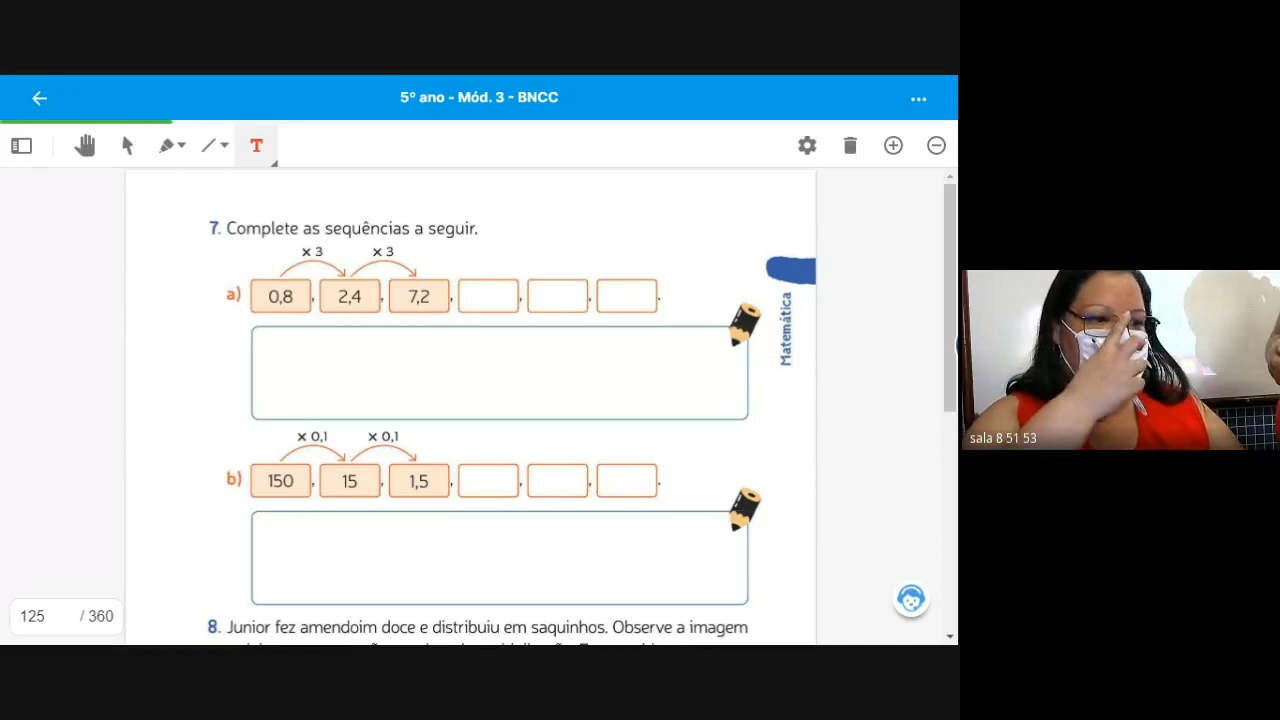 5º ano - Mód. 3 - BNCC
T
7. Complete as sequências a seguir.
x 3 x 3
a) 0,8 , 2,4 , 7,2 , , , .
Matemática
x 0,1 x 0,1
b) 150 , 15 , 1,5 , , , .
125 / 360
8. Junior fez amendoim doce e distribuiu em saquinhos. Observe a imagem
sala 8 51 53